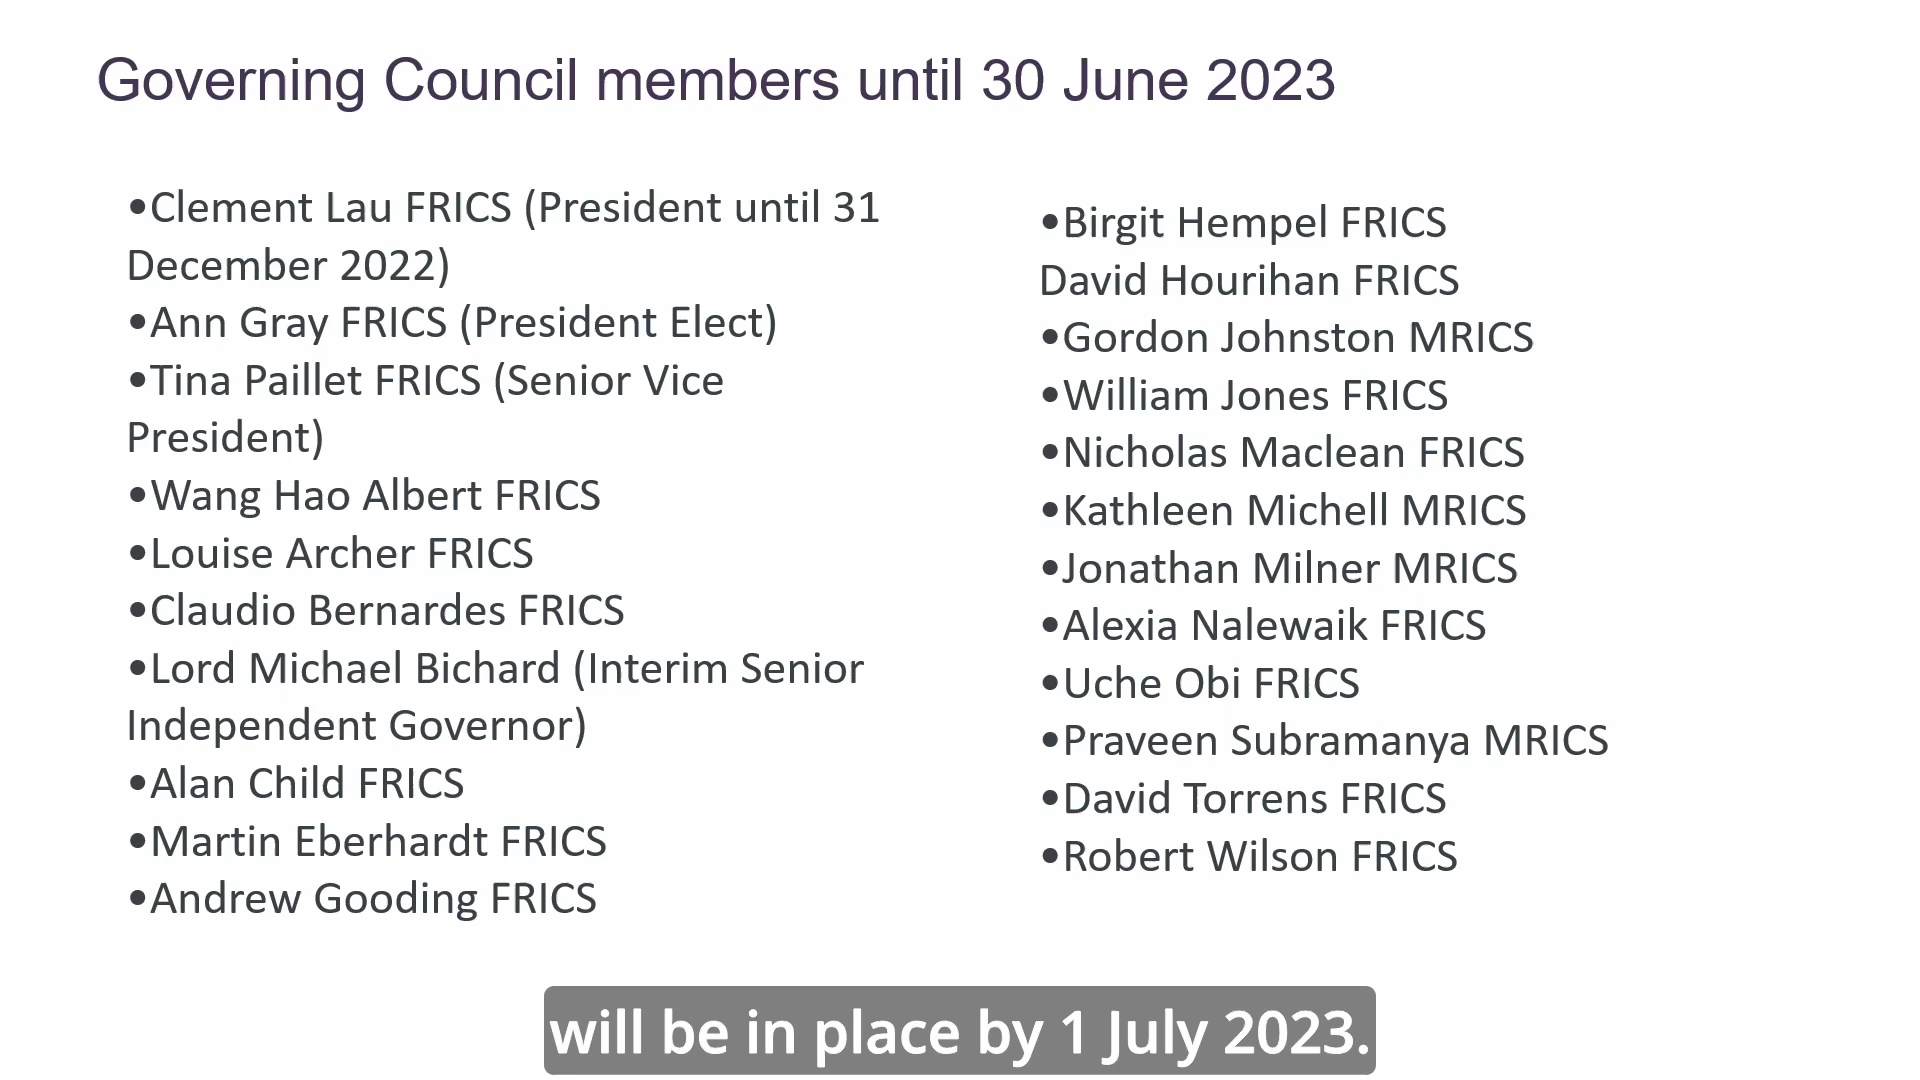 Governing Council members until 30 June 2023
•Clement Lau FRICS (President until 31
December 2022)
•Ann Gray FRICS (President Elect)
•Tina Paillet FRICS (Senior Vice
President)
•Wang Hao Albert FRICS
•Louise Archer FRICS
•Claudio Bernardes FRICS
•Lord Michael Bichard (Interim Senior
Independent Governor)
•Alan Child FRICS
•Martin Eberhardt FRICS
•Andrew Gooding FRICS
•Birgit Hempel FRICS
David Hourihan FRICS
•Gordon Johnston MRICS
•William Jones FRICS
•Nicholas Maclean FRICS
•Kathleen Michell MRICS
•Jonathan Milner MRICS
•Alexia Nalewaik FRICS
•Uche Obi FRICS
•Praveen Subramanya MRICS
•David Torrens FRICS
•Robert Wilson FRICS
will be in place by 1 July 2023.